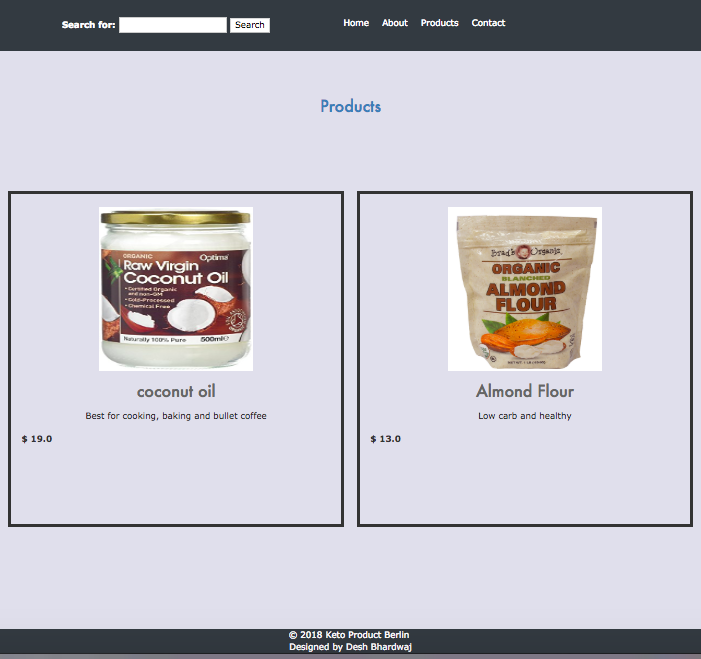 Search for: Search Home About Products Contact
Products
ORGANIC
Optima
Raw Virgin
Coconut Oil
• Certified Organic
and non-GM
• Cold-Processed
• Chemical Free
Naturally 100% Pure 500ml
coconut oil
Best for cooking, baking and bullet coffee
$ 19.0
Brad's Organic
ORGANIC
BLANCHED
ALMOND
FLOUR
Almond Flour
Low carb and healthy
$ 13.0
© 2018 Keto Product Berlin
Designed by Desh Bhardwaj